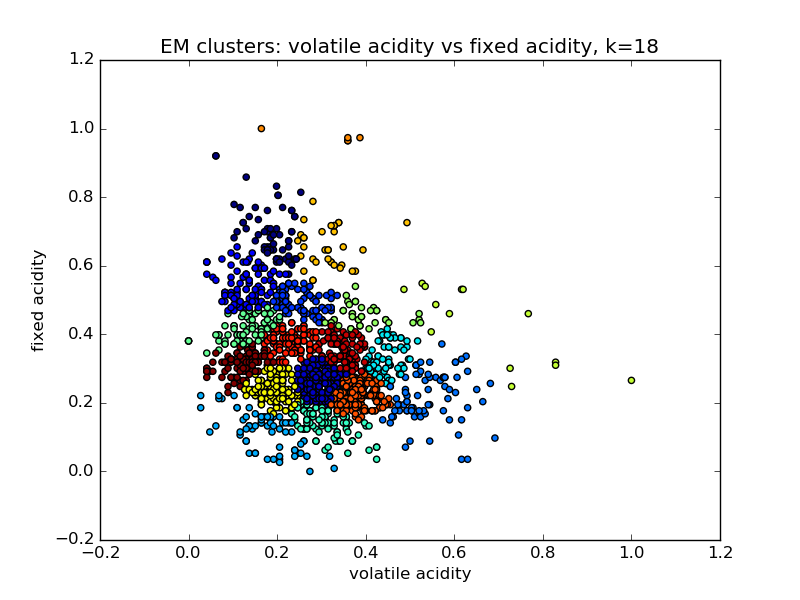 EM clusters: volatile acidity vs fixed acidity, k=18
1.2
1.0
0.8
0.6
0.4
0.2
0.0
−0.2
fixed acidity
−0.2 0.0 0.2 0.4 0.6 0.8 1.0 1.2
volatile acidity